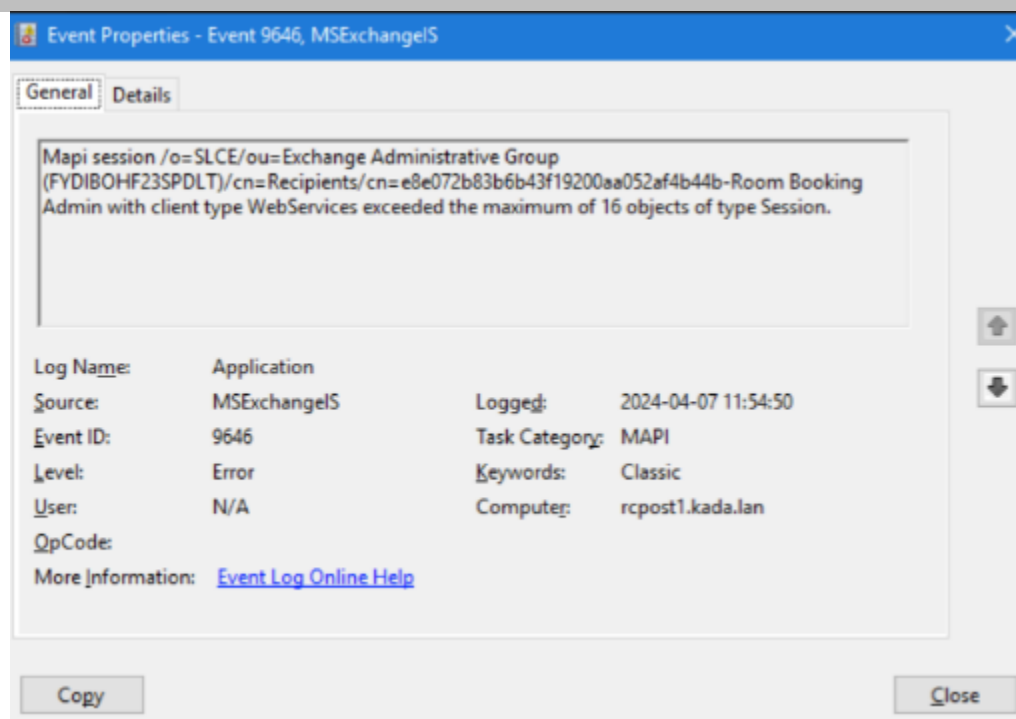 Event Properties - Event 9646, MSExchangeIS
General Details
Mapi session /o=SLCE/ou=Exchange Administrative Group
(FYDIBOHF23SPDLT)/cn=Recipients/cn=e8e072b83b6b43f19200aa052af4b44b-Room Booking
Admin with client type WebServices exceeded the maximum of 16 objects of type Session.
Log Name: Application
Source: MSExchangeIS Logged: 2024-04-07 11:54:50
Event ID: 9646 Task Category: MAPI
Level: Error Keywords: Classic
User: N/A Computer: rcpost1.kada.lan
OpCode:
More Information: Event Log Online Help
Copy Close